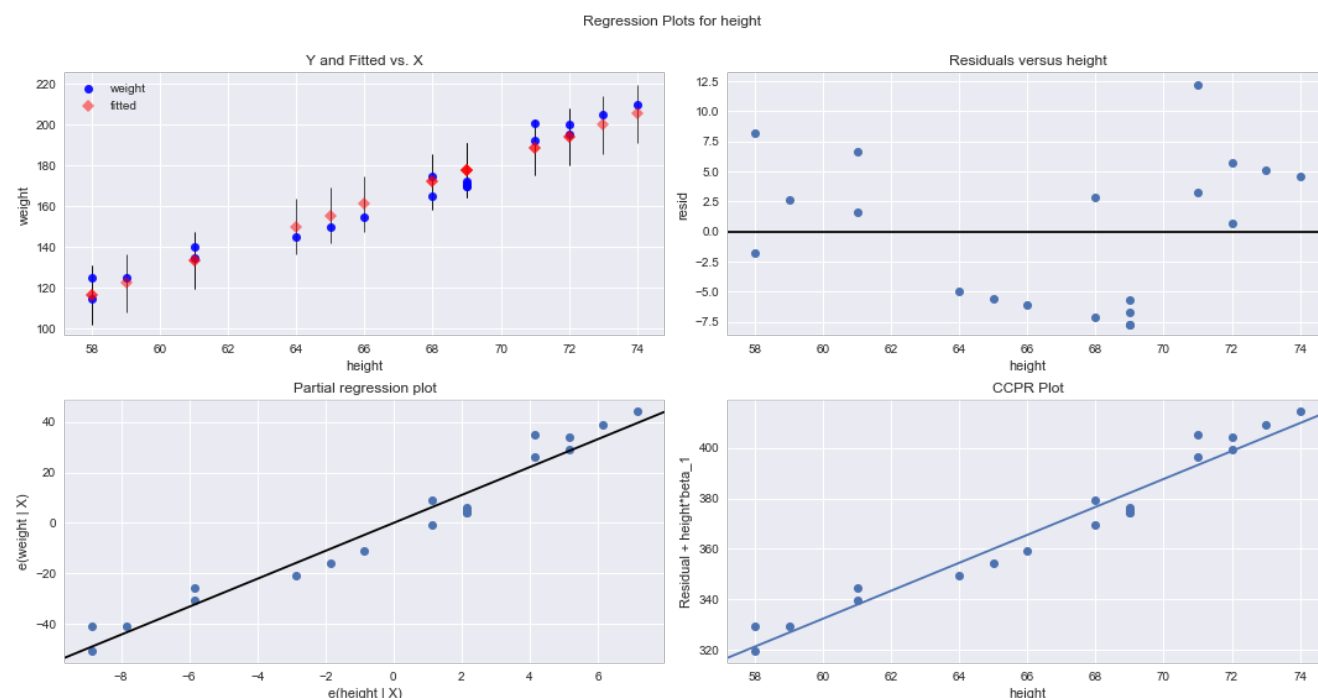 Regression Plots for height
Y and Fitted vs. X
weight
fitted
220
200
180
160
140
120
100
weight
58 60 62 64 66 68 70 72 74
height
Residuals versus height
12.5
10.0
7.5
5.0
2.5
0.0
−2.5
−5.0
−7.5
resid
58 60 62 64 66 68 70 72 74
height
Partial regression plot
40
20
0
−20
−40
e(weight | X)
−8 −6 −4 −2 0 2 4 6
e(height | X)
CCPR Plot
400
380
360
340
320
Residual + height*beta_1
58 60 62 64 66 68 70 72 74
height